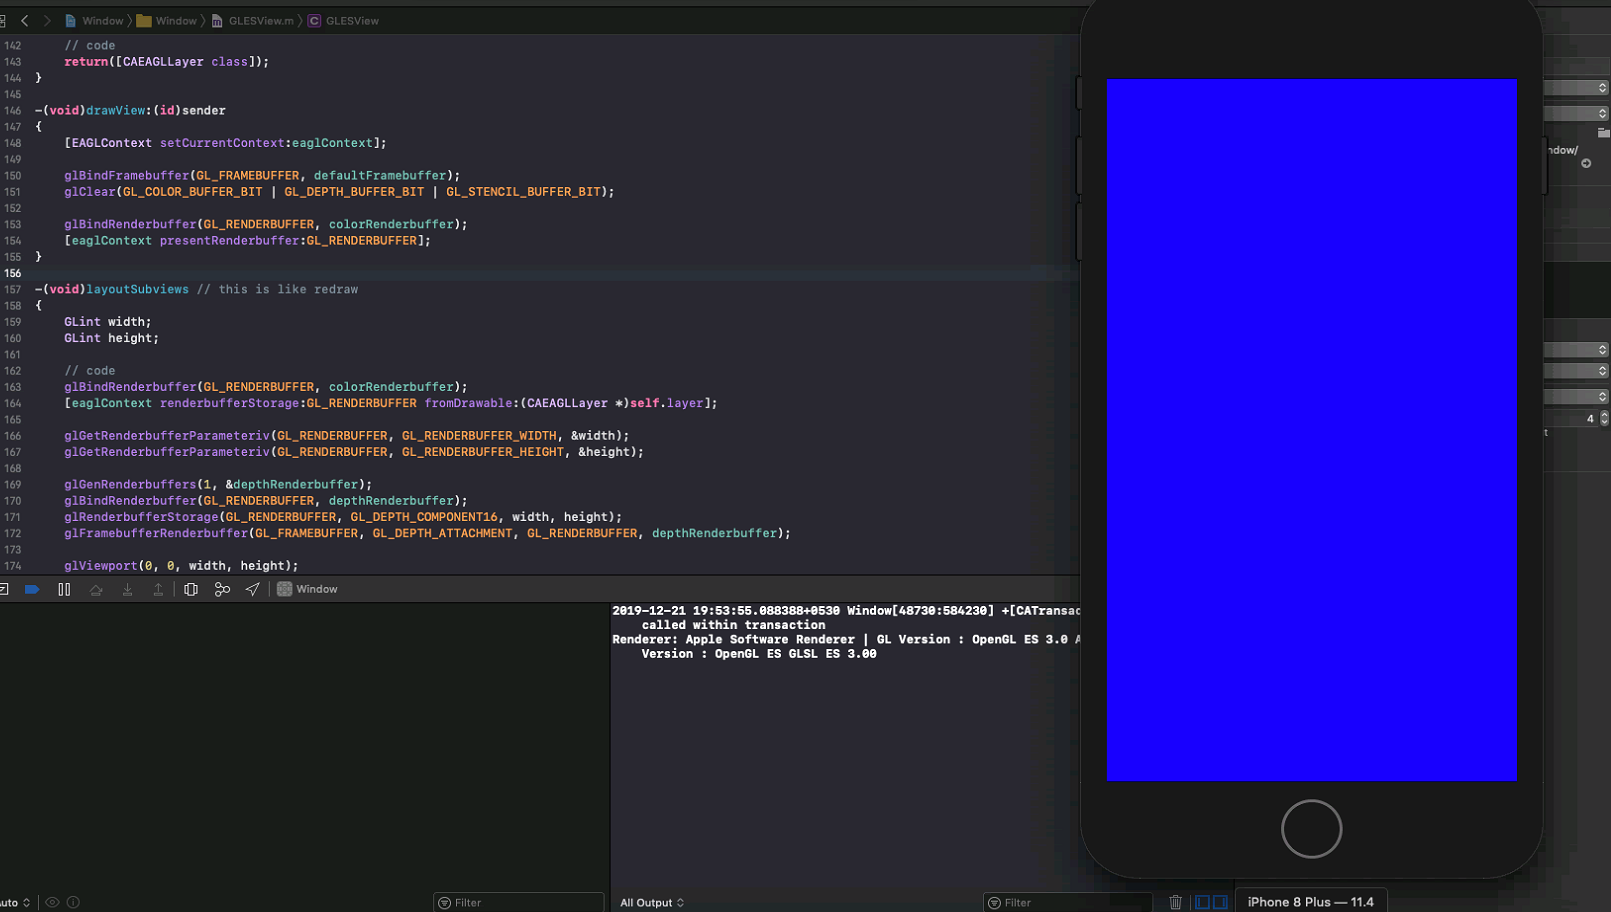 Window Window GLESView.m GLESView
142 // code
143 return([CAEAGLLayer class]);
144 }
145
146 -(void)drawView:(id)sender
147 {
148 [EAGLContext setCurrentContext:eaglContext];
149
150 glBindFramebuffer(GL_FRAMEBUFFER, defaultFramebuffer);
151 glClear(GL_COLOR_BUFFER_BIT | GL_DEPTH_BUFFER_BIT | GL_STENCIL_BUFFER_BIT);
152
153 glBindRenderbuffer(GL_RENDERBUFFER, colorRenderbuffer);
154 [eaglContext presentRenderbuffer:GL_RENDERBUFFER];
155 }
156
157 -(void)layoutSubviews // this is like redraw
158 {
159 GLint width;
160 GLint height;
161
162 // code
163 glBindRenderbuffer(GL_RENDERBUFFER, colorRenderbuffer);
164 [eaglContext renderbufferStorage:GL_RENDERBUFFER fromDrawable:(CAEAGLLayer *)self.layer];
165
166 glGetRenderbufferParameteriv(GL_RENDERBUFFER, GL_RENDERBUFFER_WIDTH, &width);
167 glGetRenderbufferParameteriv(GL_RENDERBUFFER, GL_RENDERBUFFER_HEIGHT, &height);
168
169 glGenRenderbuffers(1, &depthRenderbuffer);
170 glBindRenderbuffer(GL_RENDERBUFFER, depthRenderbuffer);
171 glRenderbufferStorage(GL_RENDERBUFFER, GL_DEPTH_COMPONENT16, width, height);
172 glFramebufferRenderbuffer(GL_FRAMEBUFFER, GL_DEPTH_ATTACHMENT, GL_RENDERBUFFER, depthRenderbuffer);
173
174 glViewport(0, 0, width, height);
Window
2019-12-21 19:53:55.088388+0530 Window[48730:584230] +[CATransac
called within transaction
Renderer: Apple Software Renderer | GL Version : OpenGL ES 3.0 A
Version : OpenGL ES GLSL ES 3.00
ndow/
4
t
uto
Filter
All Output
Filter
iPhone 8 Plus — 11.4